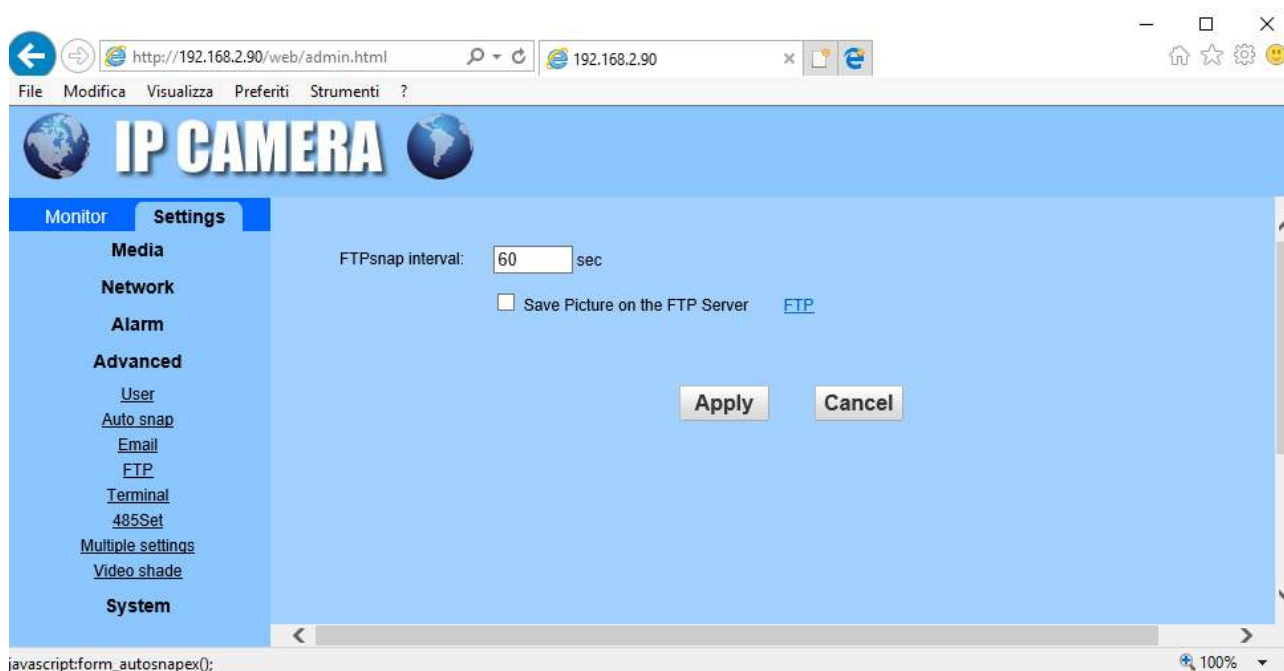 http://192.168.2.90/web/admin.html
192.168.2.90
File Modifica Visualizza Preferiti Strumenti ?
IP CAMERA
Monitor Settings
Media
Network
Alarm
Advanced
User
Auto snap
Email
FTP
Terminal
485Set
Multiple settings
Video shade
System
FTPsnap interval: 60 sec
Save Picture on the FTP Server FTP
Apply Cancel
javascript:form_autosnapex();
100%